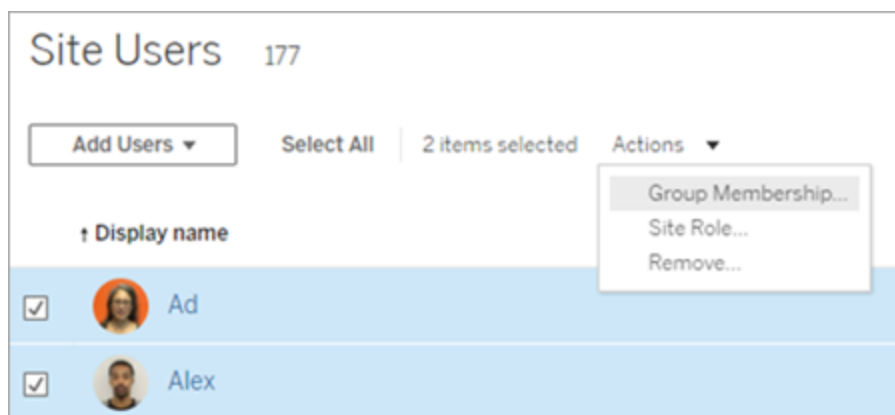 Site Users 177
Add Users ▾ Select All 2 items selected Actions ▾
Group Membership...
Site Role...
Remove...
↑ Display name
Ad
Alex